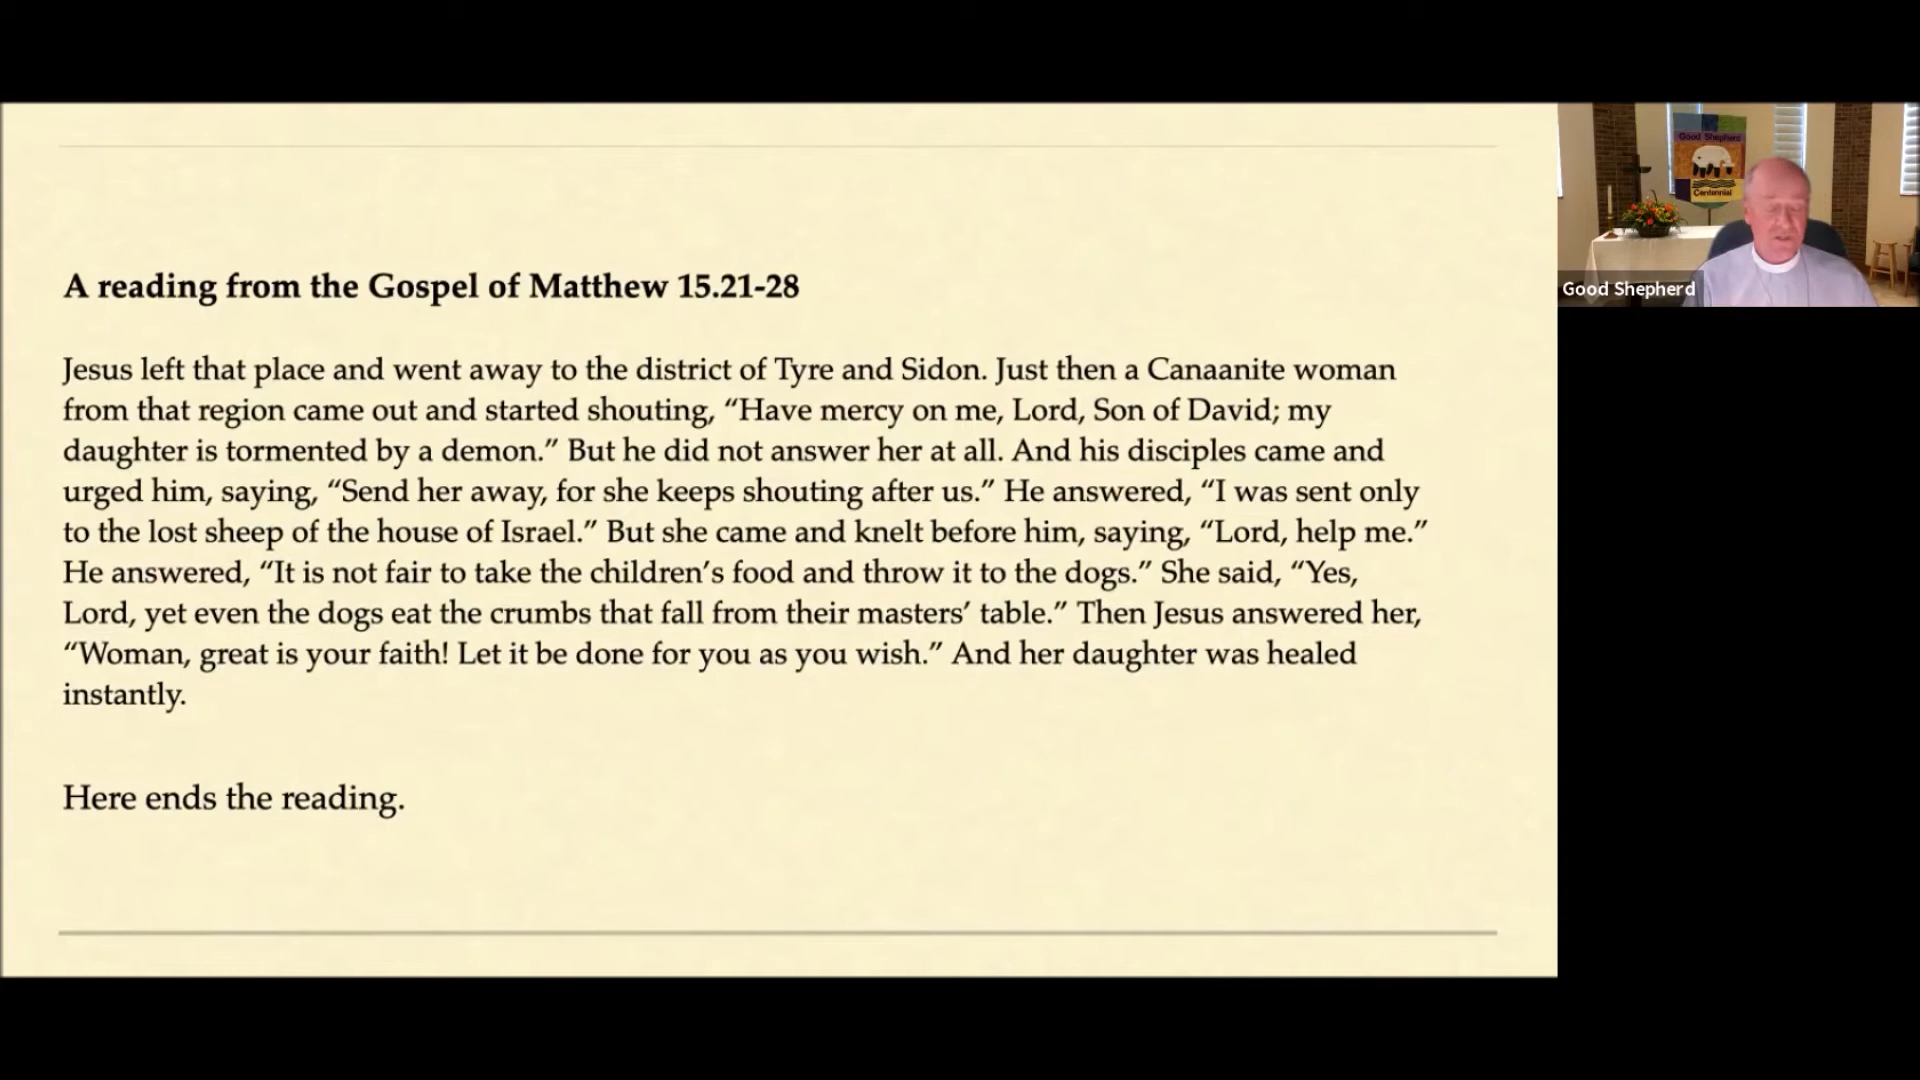 A reading from the Gospel of Matthew 15.21-28
Jesus left that place and went away to the district of Tyre and Sidon. Just then a Canaanite woman
from that region came out and started shouting, “Have mercy on me, Lord, Son of David; my
daughter is tormented by a demon.” But he did not answer her at all. And his disciples came and
urged him, saying, “Send her away, for she keeps shouting after us.” He answered, “I was sent only
to the lost sheep of the house of Israel.” But she came and knelt before him, saying, “Lord, help me.”
He answered, “It is not fair to take the children’s food and throw it to the dogs.” She said, “Yes,
Lord, yet even the dogs eat the crumbs that fall from their masters’ table.” Then Jesus answered her,
“Woman, great is your faith! Let it be done for you as you wish.” And her daughter was healed
instantly.
Here ends the reading.
Good Shepherd
Centennial
Good Shepherd